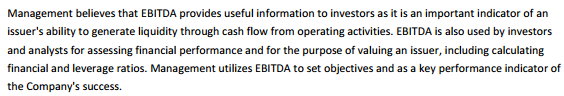 Management believes that EBITDA provides useful information to investors as it is an important indicator of an
issuer's ability to generate liquidity through cash flow from operating activities. EBITDA is also used by investors
and analysts for assessing financial performance and for the purpose of valuing an issuer, including calculating
financial and leverage ratios. Management utilizes EBITDA to set objectives and as a key performance indicator of
the Company's success.